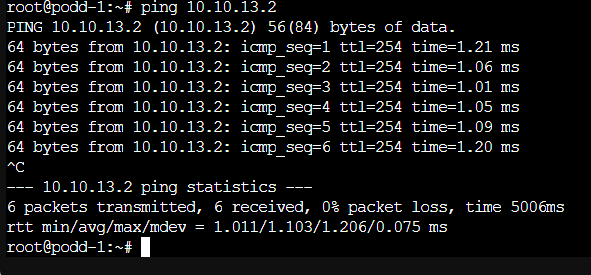 root@podd-1:~# ping 10.10.13.2
PING 10.10.13.2 (10.10.13.2) 56(84) bytes of data.
64 bytes from 10.10.13.2: icmp_seq=1 ttl=254 time=1.21 ms
64 bytes from 10.10.13.2: icmp_seq=2 ttl=254 time=1.06 ms
64 bytes from 10.10.13.2: icmp_seq=3 ttl=254 time=1.01 ms
64 bytes from 10.10.13.2: icmp_seq=4 ttl=254 time=1.05 ms
64 bytes from 10.10.13.2: icmp_seq=5 ttl=254 time=1.09 ms
64 bytes from 10.10.13.2: icmp_seq=6 ttl=254 time=1.20 ms
^C
--- 10.10.13.2 ping statistics ---
6 packets transmitted, 6 received, 0% packet loss, time 5006ms
rtt min/avg/max/mdev = 1.011/1.103/1.206/0.075 ms
root@podd-1:~#